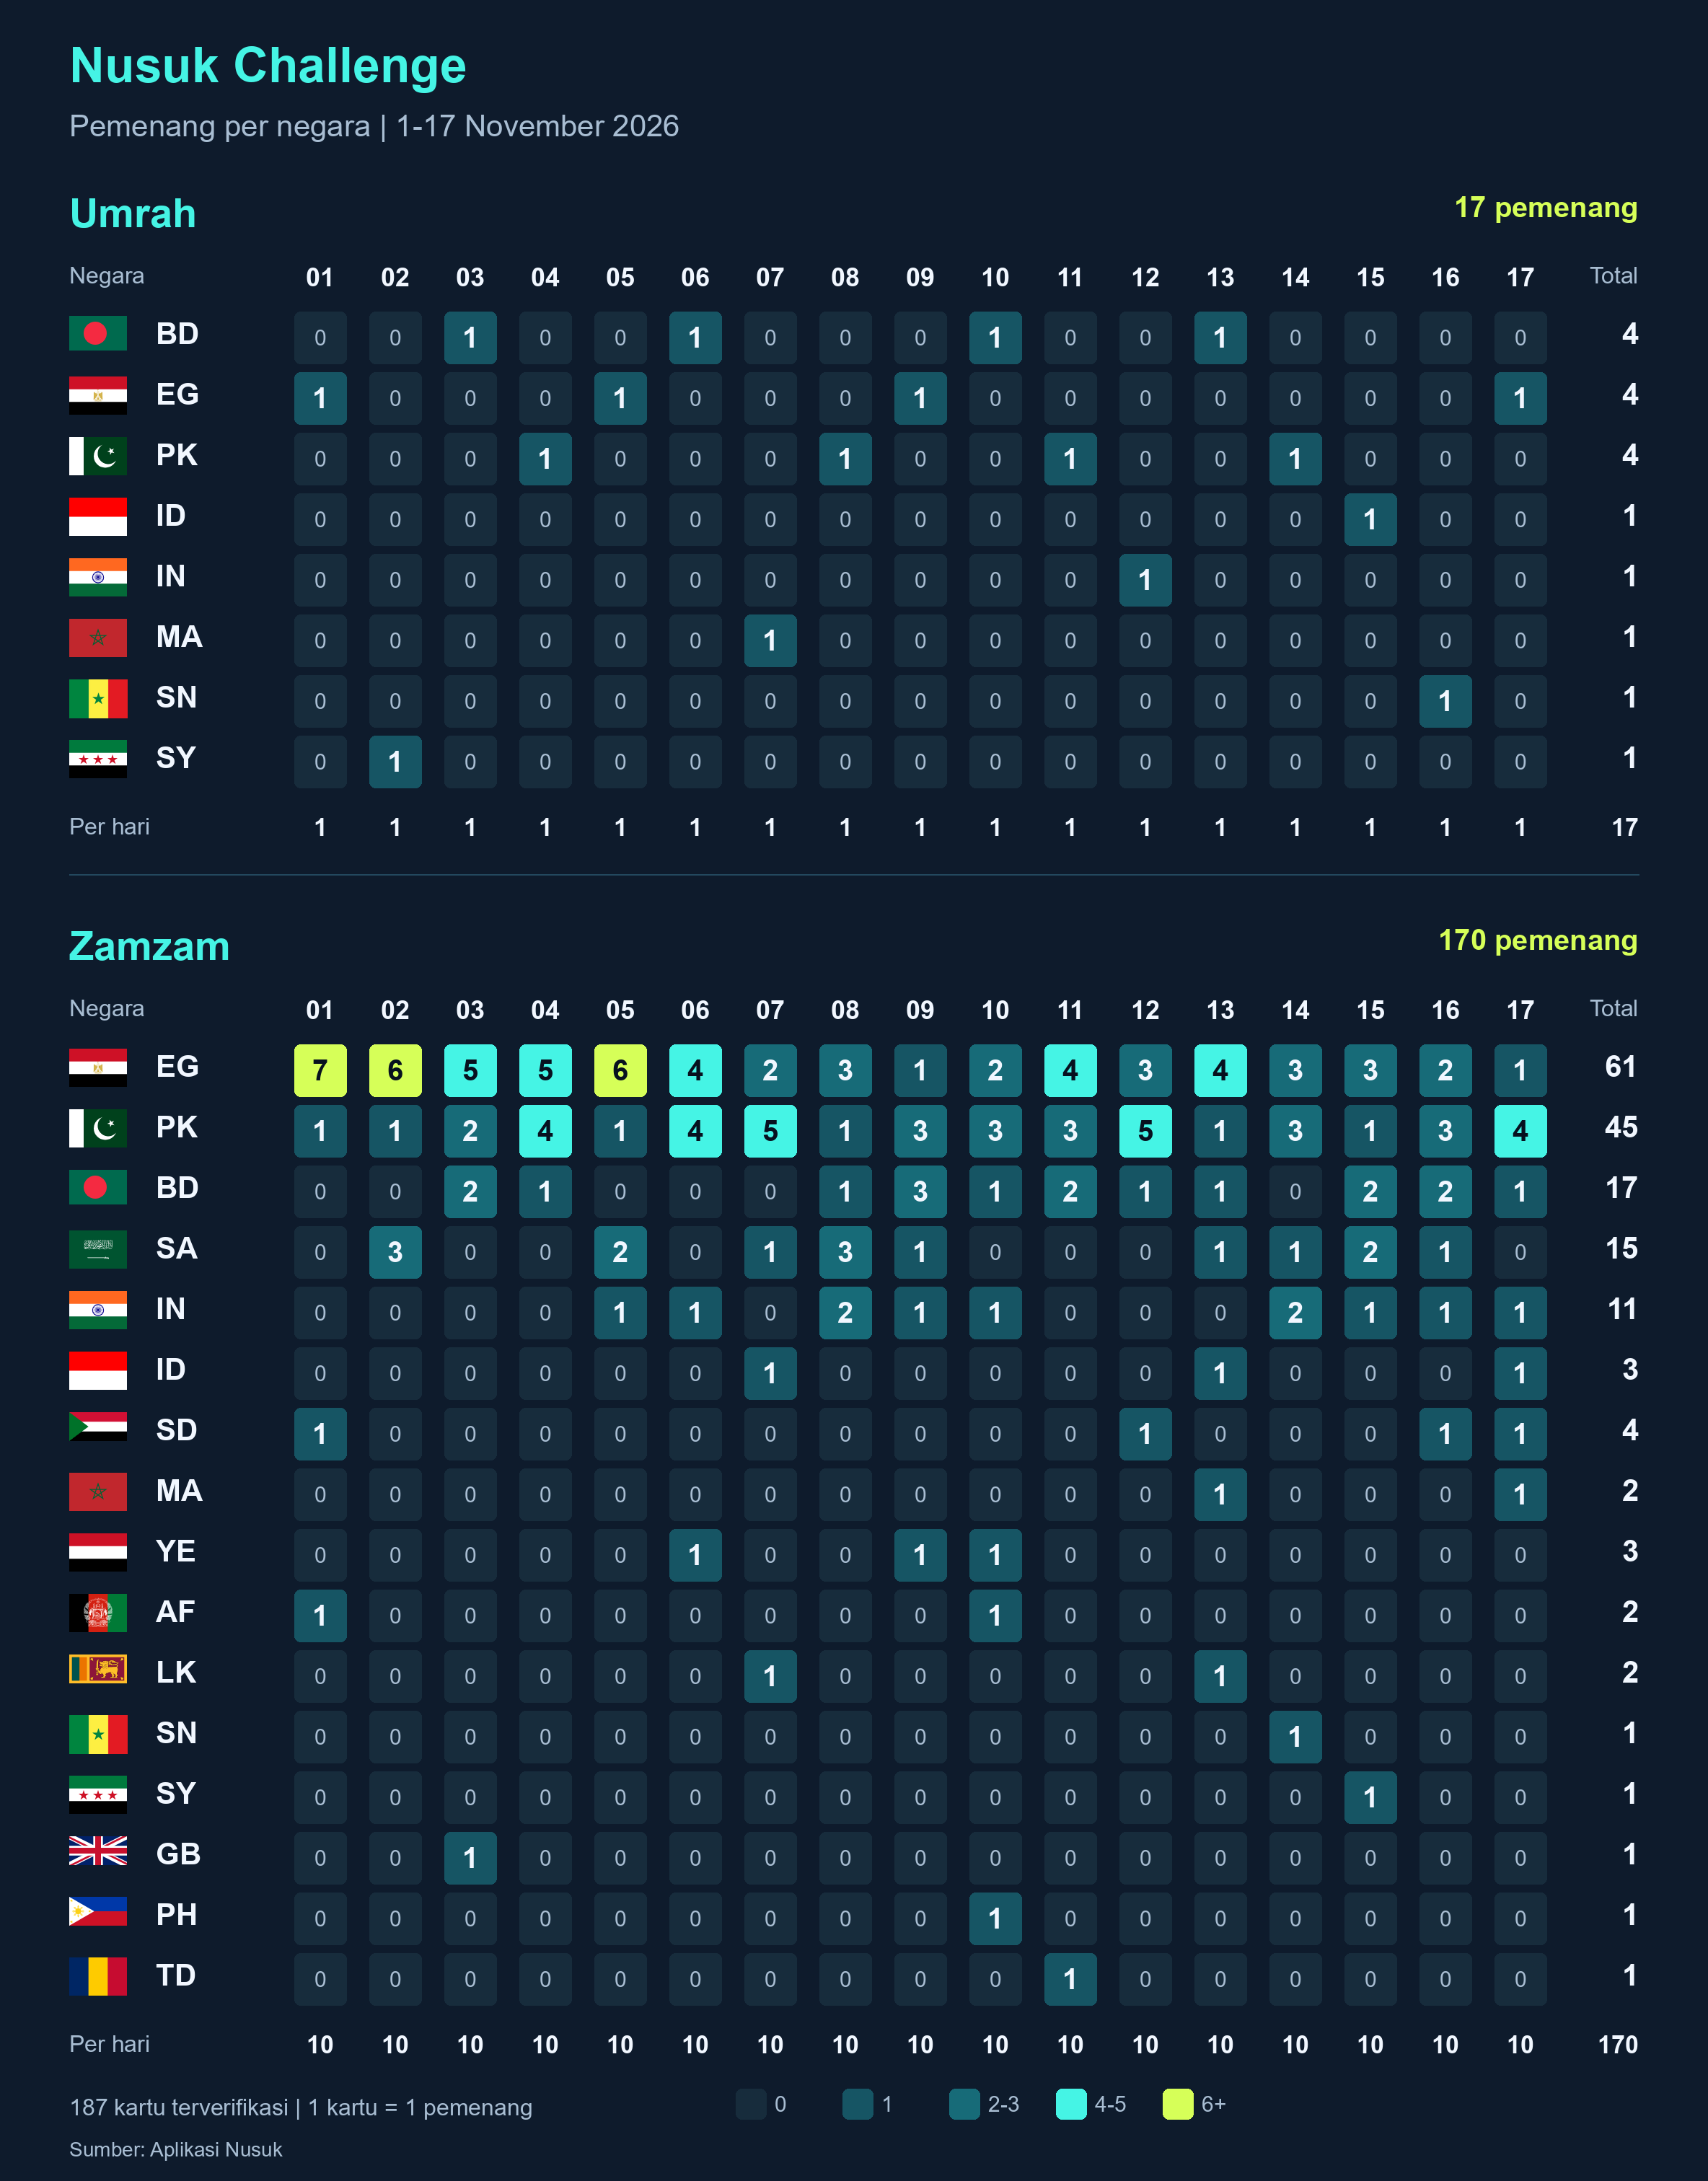 Nusuk Challenge
Pemenang per negara | 1-17 November 2026
Umrah 17 pemenang
Negara 01 02 03 04 05 06 07 08 09 10 11 12 13 14 15 16 17 Total
BD 0 0 1 0 0 1 0 0 0 1 0 0 1 0 0 0 0 4
EG 1 0 0 0 1 0 0 0 1 0 0 0 0 0 0 0 1 4
PK 0 0 0 1 0 0 0 1 0 0 1 0 0 1 0 0 0 4
ID 0 0 0 0 0 0 0 0 0 0 0 0 0 0 1 0 0 1
IN 0 0 0 0 0 0 0 0 0 0 0 1 0 0 0 0 0 1
MA 0 0 0 0 0 0 1 0 0 0 0 0 0 0 0 0 0 1
SN 0 0 0 0 0 0 0 0 0 0 0 0 0 0 0 1 0 1
SY 0 1 0 0 0 0 0 0 0 0 0 0 0 0 0 0 0 1
Per hari 1 1 1 1 1 1 1 1 1 1 1 1 1 1 1 1 1 17
Zamzam 170 pemenang
Negara 01 02 03 04 05 06 07 08 09 10 11 12 13 14 15 16 17 Total
EG 7 6 5 5 6 4 2 3 1 2 4 3 4 3 3 2 1 61
PK 1 1 2 4 1 4 5 1 3 3 3 5 1 3 1 3 4 45
BD 0 0 2 1 0 0 0 1 3 1 2 1 1 0 2 2 1 17
SA 0 3 0 0 2 0 1 3 1 0 0 0 1 1 2 1 0 15
IN 0 0 0 0 1 1 0 2 1 1 0 0 0 2 1 1 1 11
ID 0 0 0 0 0 0 1 0 0 0 0 0 1 0 0 0 1 3
SD 1 0 0 0 0 0 0 0 0 0 0 1 0 0 0 1 1 4
MA 0 0 0 0 0 0 0 0 0 0 0 0 1 0 0 0 1 2
YE 0 0 0 0 0 1 0 0 1 1 0 0 0 0 0 0 0 3
AF 1 0 0 0 0 0 0 0 0 1 0 0 0 0 0 0 0 2
LK 0 0 0 0 0 0 1 0 0 0 0 0 1 0 0 0 0 2
SN 0 0 0 0 0 0 0 0 0 0 0 0 0 1 0 0 0 1
SY 0 0 0 0 0 0 0 0 0 0 0 0 0 0 1 0 0 1
GB 0 0 1 0 0 0 0 0 0 0 0 0 0 0 0 0 0 1
PH 0 0 0 0 0 0 0 0 0 1 0 0 0 0 0 0 0 1
TD 0 0 0 0 0 0 0 0 0 0 1 0 0 0 0 0 0 1
Per hari 10 10 10 10 10 10 10 10 10 10 10 10 10 10 10 10 10 170
187 kartu terverifikasi | 1 kartu = 1 pemenang 0 1 2-3 4-5 6+
Sumber: Aplikasi Nusuk